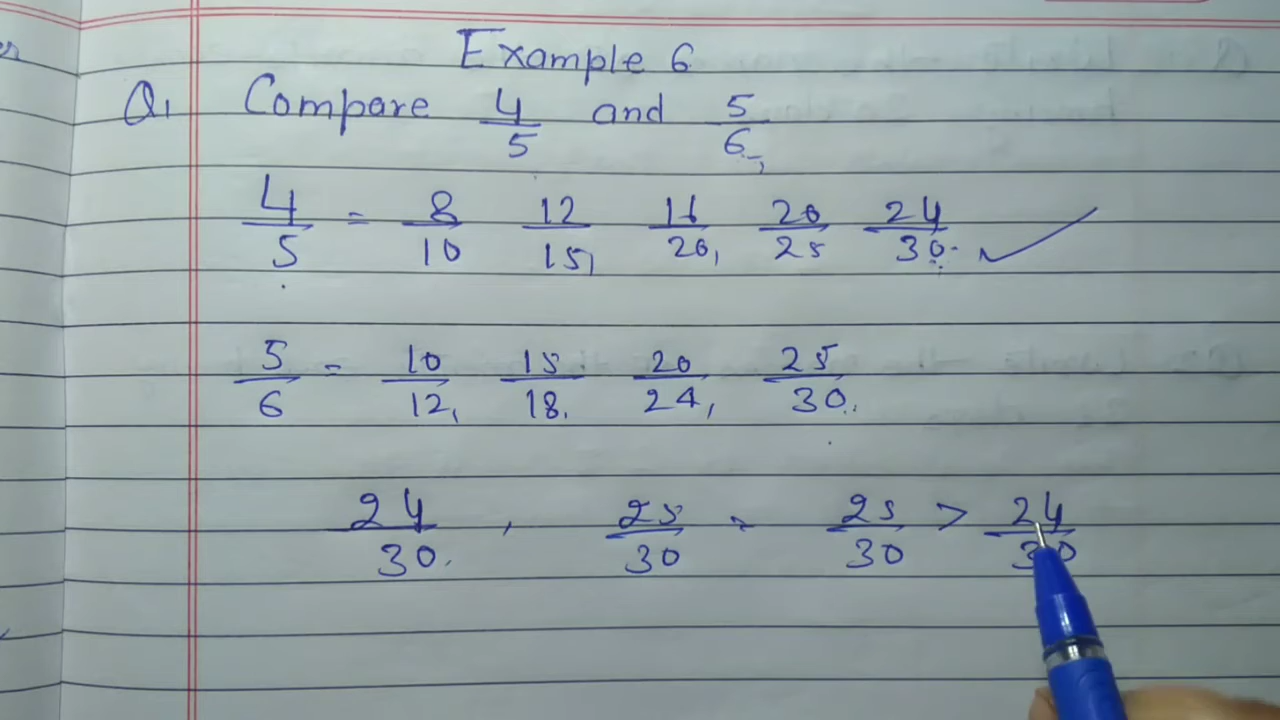 Example 6
Q1 Compare 4/5 and 5/6,
4/5 = 8/10 12/15, 16/20, 20/25 24/30. ✓
5/6 = 10/12, 15/18. 20/24, 25/30.
24/30. , 25/30 25/30 > 24/30